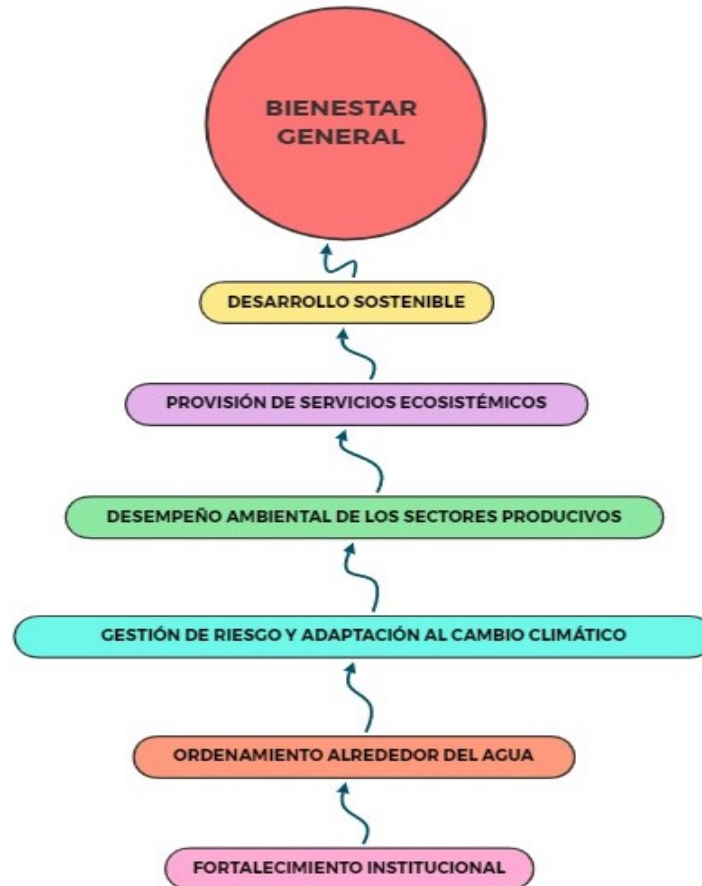 BIENESTAR
GENERAL
DESARROLLO SOSTENIBLE
PROVISIÓN DE SERVICIOS ECOSISTÉMICOS
DESEMPEÑO AMBIENTAL DE LOS SECTORES PRODUCIVOS
GESTIÓN DE RIESGO Y ADAPTACIÓN AL CAMBIO CLIMÁTICO
ORDENAMIENTO ALREDEDOR DEL AGUA
FORTALECIMIENTO INSTITUCIONAL